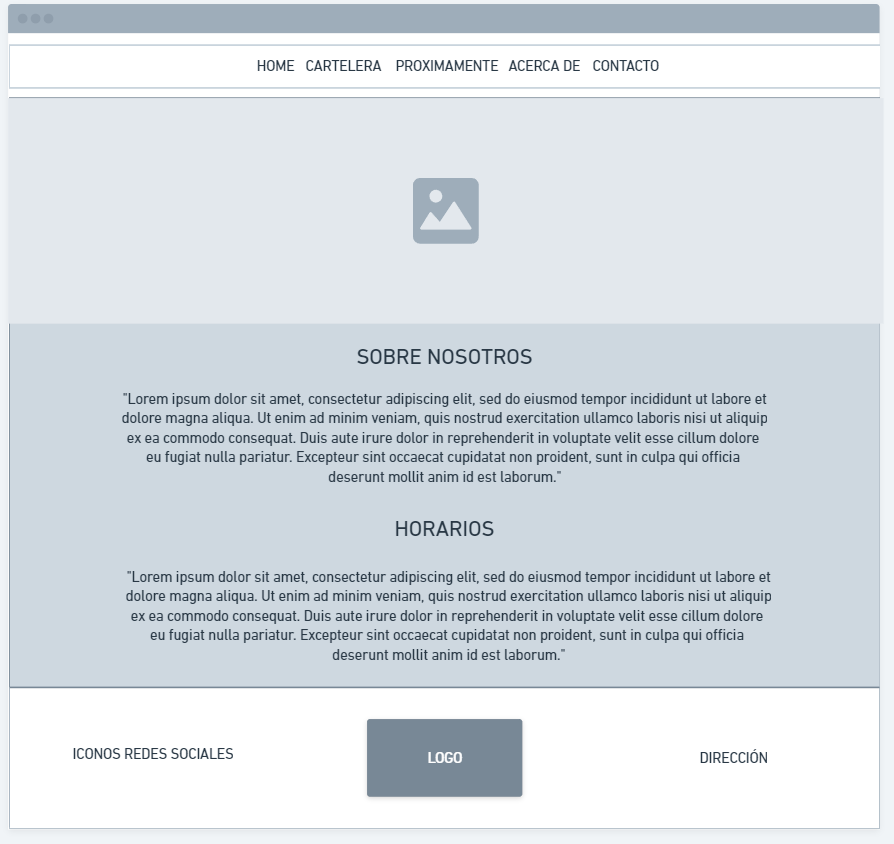 HOME CARTELERA PROXIMAMENTE ACERCA DE CONTACTO
SOBRE NOSOTROS
"Lorem ipsum dolor sit amet, consectetur adipiscing elit, sed do eiusmod tempor incididunt ut labore et
dolore magna aliqua. Ut enim ad minim veniam, quis nostrud exercitation ullamco laboris nisi ut aliquip
ex ea commodo consequat. Duis aute irure dolor in reprehenderit in voluptate velit esse cillum dolore
eu fugiat nulla pariatur. Excepteur sint occaecat cupidatat non proident, sunt in culpa qui officia
deserunt mollit anim id est laborum."
HORARIOS
"Lorem ipsum dolor sit amet, consectetur adipiscing elit, sed do eiusmod tempor incididunt ut labore et
dolore magna aliqua. Ut enim ad minim veniam, quis nostrud exercitation ullamco laboris nisi ut aliquip
ex ea commodo consequat. Duis aute irure dolor in reprehenderit in voluptate velit esse cillum dolore
eu fugiat nulla pariatur. Excepteur sint occaecat cupidatat non proident, sunt in culpa qui officia
deserunt mollit anim id est laborum."
ICONOS REDES SOCIALES
LOGO
DIRECCIÓN